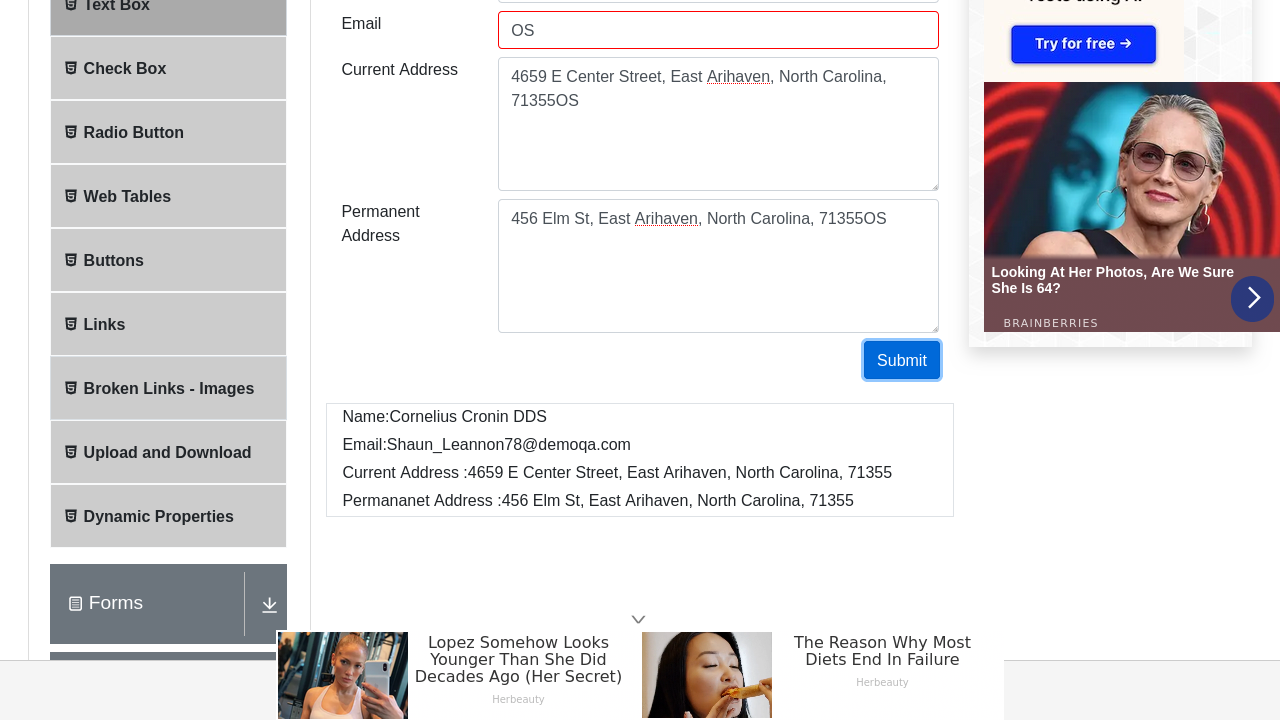 Text Box
Check Box
Radio Button
Web Tables
Buttons
Links
Broken Links - Images
Upload and Download
Dynamic Properties
Forms
Email
OS
Current Address
4659 E Center Street, East Arihaven, North Carolina,
71355OS
Permanent
Address
456 Elm St, East Arihaven, North Carolina, 71355OS
Submit
Name:Cornelius Cronin DDS
Email:Shaun_Leannon78@demoqa.com
Current Address :4659 E Center Street, East Arihaven, North Carolina, 71355
Permananet Address :456 Elm St, East Arihaven, North Carolina, 71355
Try for free →
Looking At Her Photos, Are We Sure
She Is 64?
BRAINBERRIES
Lopez Somehow Looks
Younger Than She Did
Decades Ago (Her Secret)
Herbeauty
The Reason Why Most
Diets End In Failure
Herbeauty